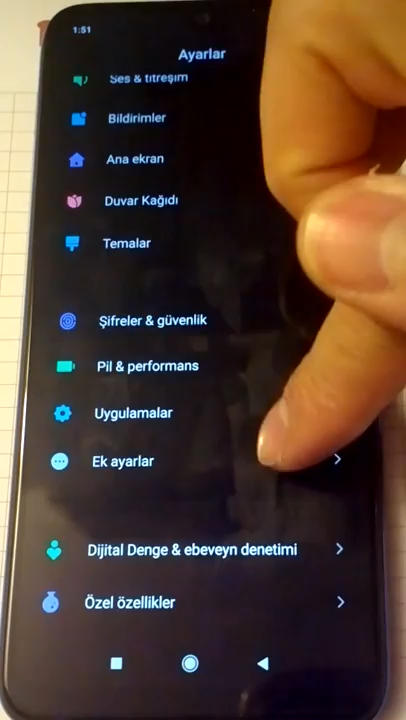 1:51
Ayarlar
Ses & titreşim
Bildirimler
Ana ekran
Duvar Kağıdı
Temalar
Şifreler & güvenlik
Pil & performans
Uygulamalar
Ek ayarlar
Dijital Denge & ebeveyn denetimi
Özel özellikler